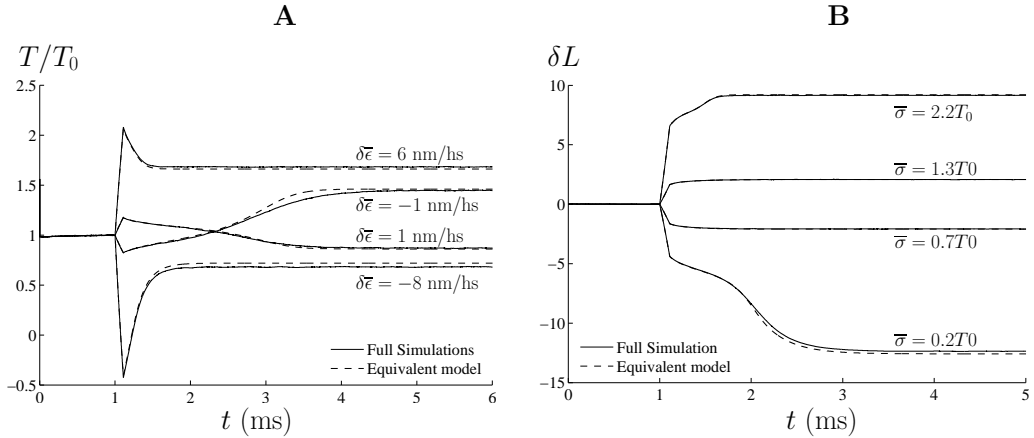 A
B
T/T₀
δL
2.5
2
1.5
1
0.5
0
−0.5
δε̅ = 6 nm/hs
δε̅ = −1 nm/hs
δε̅ = 1 nm/hs
δε̅ = −8 nm/hs
Full Simulations
Equivalent model
0 1 2 3 4 5 6
t (ms)
10
5
0
−5
−10
−15
σ̅ = 2.2T₀
σ̅ = 1.3T0
σ̅ = 0.7T0
σ̅ = 0.2T0
Full Simulation
Equivalent model
0 1 2 3 4 5
t (ms)